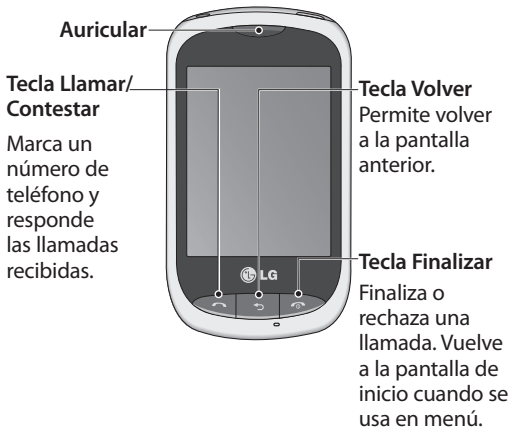 Auricular
Tecla Llamar/
Contestar
Marca un
número de
teléfono y
responde
las llamadas
recibidas.
Tecla Volver
Permite volver
a la pantalla
anterior.
LG
Tecla Finalizar
Finaliza o
rechaza una
llamada. Vuelve
a la pantalla de
inicio cuando se
usa en menú.